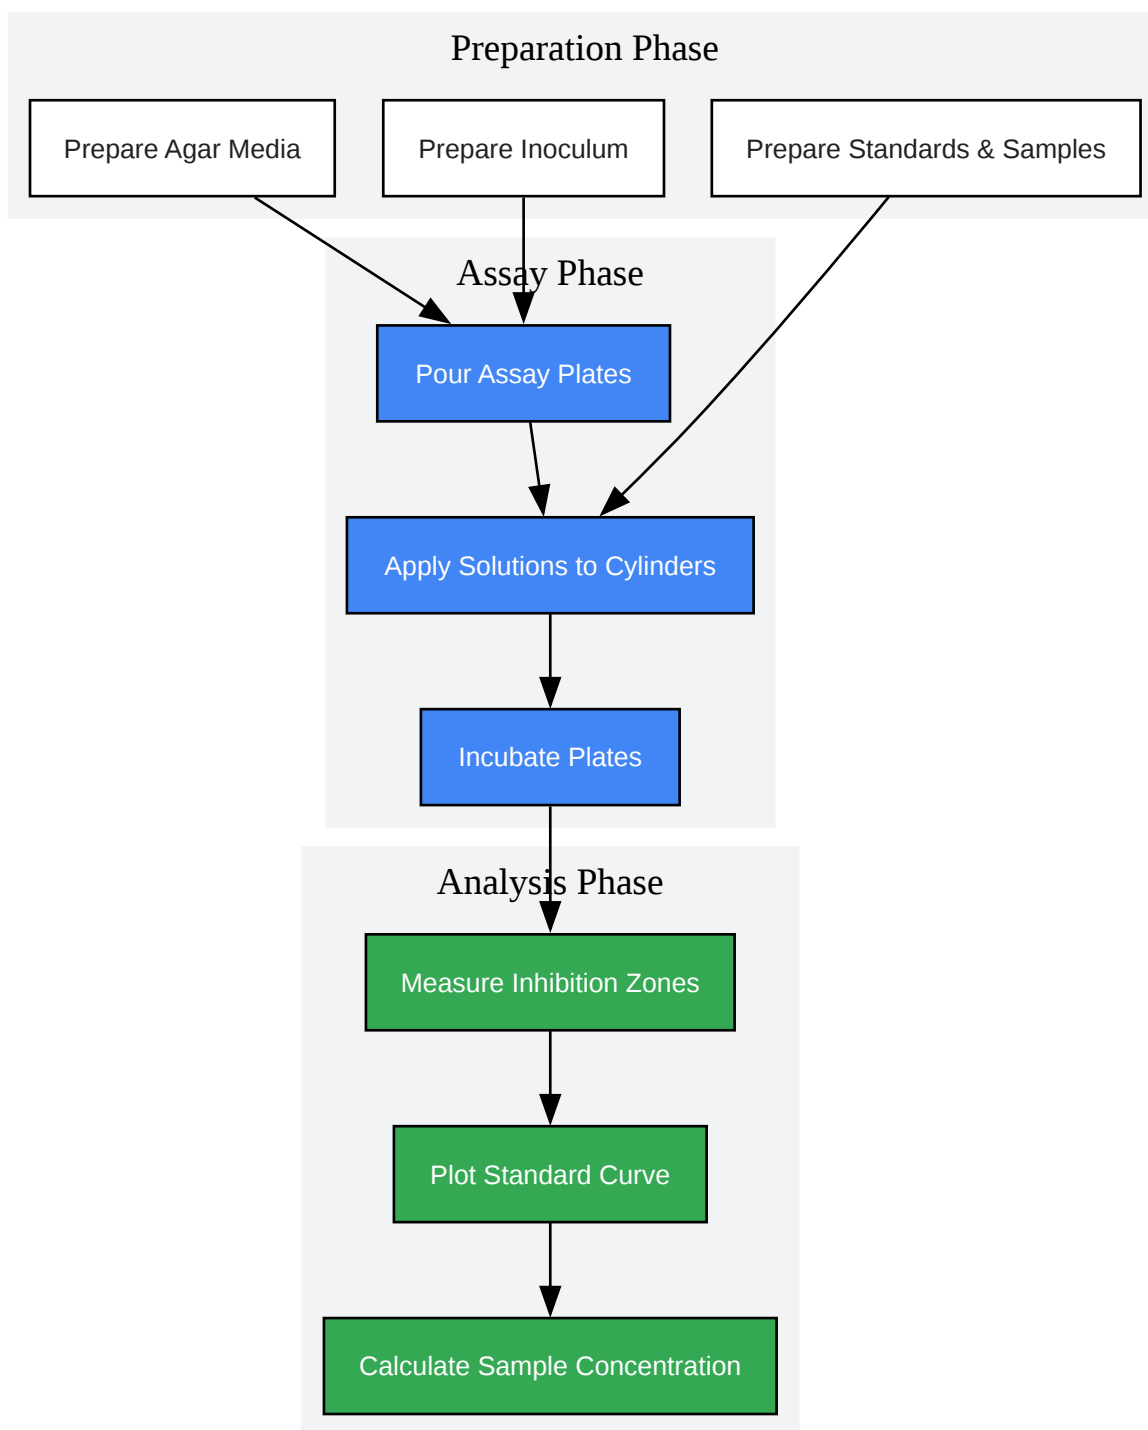 Preparation Phase
Prepare Agar Media
Prepare Inoculum
Prepare Standards & Samples
Assay Phase
Pour Assay Plates
Apply Solutions to Cylinders
Incubate Plates
Analysis Phase
Measure Inhibition Zones
Plot Standard Curve
Calculate Sample Concentration